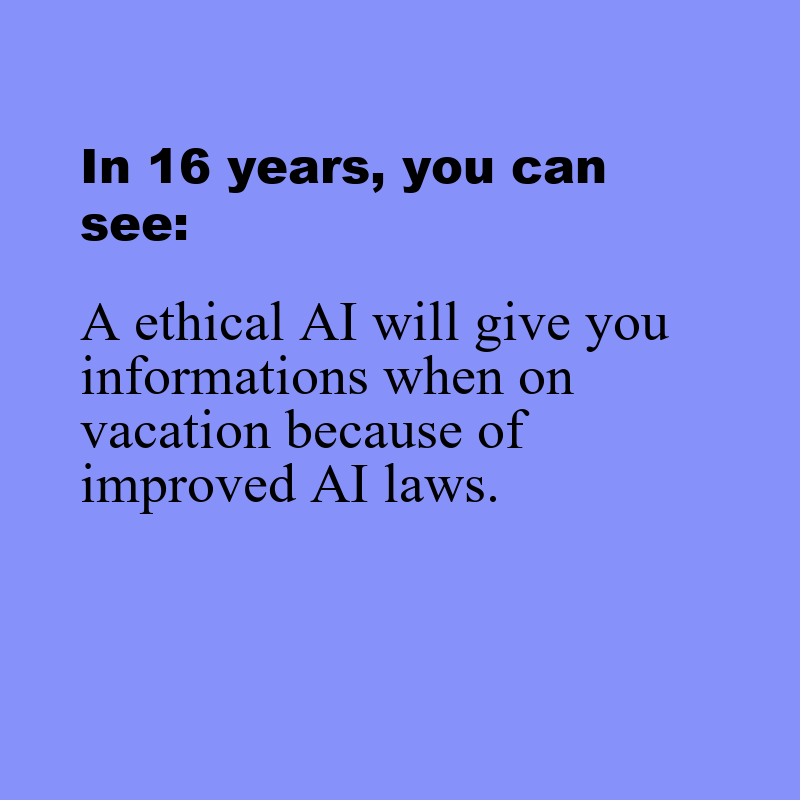 In 16 years, you can
see:
A ethical AI will give you
informations when on
vacation because of
improved AI laws.